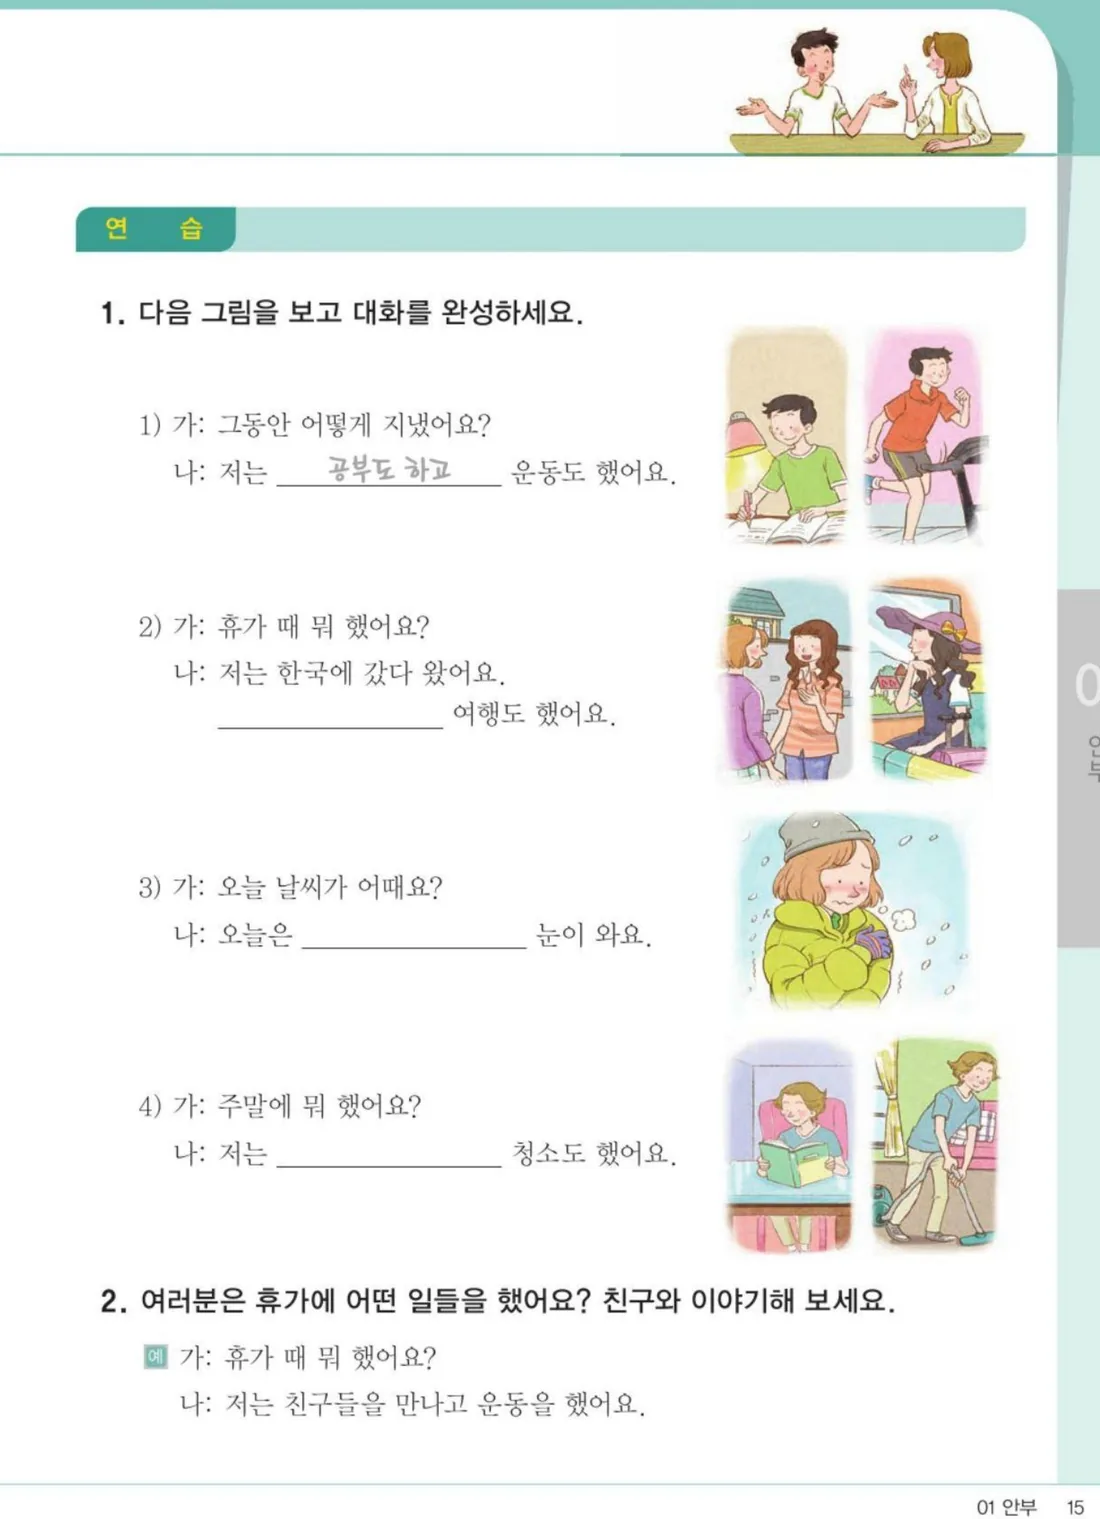 연 습
1. 다음 그림을 보고 대화를 완성하세요.
1) 가: 그동안 어떻게 지냈어요?
나: 저는 공부도 하고 운동도 했어요.
2) 가: 휴가 때 뭐 했어요?
나: 저는 한국에 갔다 왔어요.
여행도 했어요.
3) 가: 오늘 날씨가 어때요?
나: 오늘은 눈이 와요.
4) 가: 주말에 뭐 했어요?
나: 저는 청소도 했어요.
2. 여러분은 휴가에 어떤 일들을 했어요? 친구와 이야기해 보세요.
예 가: 휴가 때 뭐 했어요?
나: 저는 친구들을 만나고 운동을 했어요.
01 안부 15